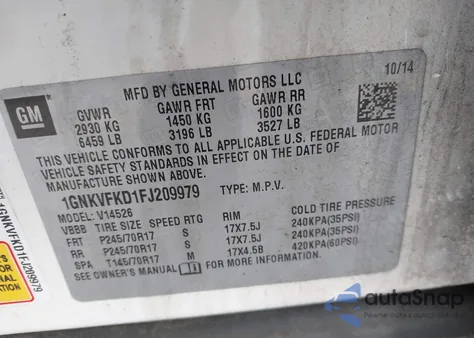 MFD BY GENERAL MOTORS LLC 10/14
GM
GVWR GAWR FRT GAWR RR
2930 KG 1450 KG 1600 KG
6459 LB 3196 LB 3527 LB
THIS VEHICLE CONFORMS TO ALL APPLICABLE U.S. FEDERAL MOTOR
VEHICLE SAFETY STANDARDS IN EFFECT ON THE DATE OF
MANUFACTURE SHOWN ABOVE.
1GNKVFKD1FJ209979 TYPE: M.P.V.
MODEL: V14526
VBBB TIRE SIZE SPEED RTG RIM COLD TIRE PRESSURE
FRT P245/70R17 S 17X7.5J 240KPA(35PSI)
RR P245/70R17 S 17X7.5J 240KPA(35PSI)
SPA T145/70R17 M 17X4.5B 420KPA(60PSI)
SEE OWNER'S MANUAL FOR MORE INFORMATION.
1GNKVFKD1FJ209979
autoSnap